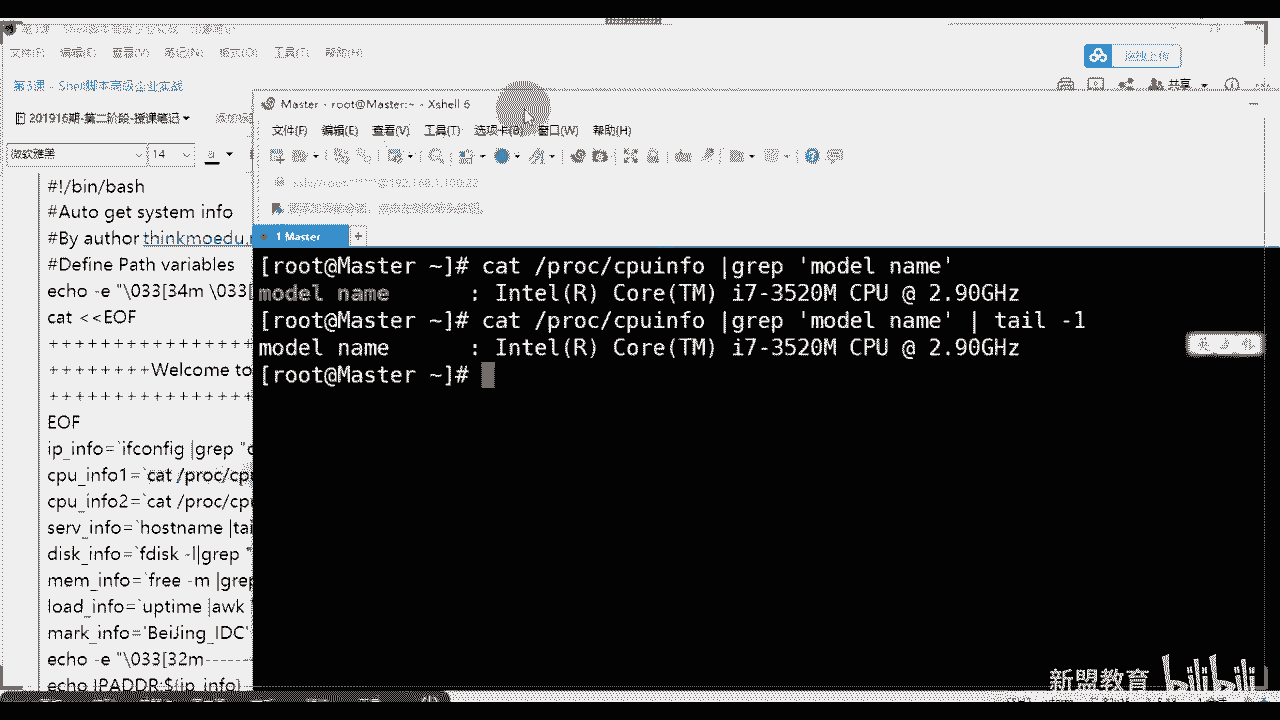 文件(F) 编辑(E) 查看(V) 笔记(N) 格式(O) 工具(T) 帮助(H)
第3课 - Shell脚本高级企业实战
拖拽上传
共享
201916期-第二阶段-授课笔记
微软雅黑 14 a
#!/bin/bash
#Auto get system info
#By author thinkmoedu.
#Define Path variables
echo -e "\033[34m \033[
cat <<EOF
++++++++++++++++
++++++++Welcome to
++++++++++++++++
EOF
ip_info=`ifconfig |grep "
cpu_info1=`cat /proc/cp
cpu_info2=`cat /proc/cp
serv_info=`hostname |tai
disk_info=`fdisk -l|grep "
mem_info=`free -m |grep
load_info=`uptime |awk
mark_info='BeiJing_IDC'
echo -e "\033[32m-------
echo IPADDR:${ip_info}
Master - root@Master:~ - Xshell 6
文件(F) 编辑(E) 查看(V) 工具(T) 选项卡(B) 窗口(W) 帮助(H)
1 Master +
[root@Master ~]# cat /proc/cpuinfo |grep 'model name'
model name : Intel(R) Core(TM) i7-3520M CPU @ 2.90GHz
[root@Master ~]# cat /proc/cpuinfo |grep 'model name' | tail -1
model name : Intel(R) Core(TM) i7-3520M CPU @ 2.90GHz
[root@Master ~]#
新盟教育 bilibili